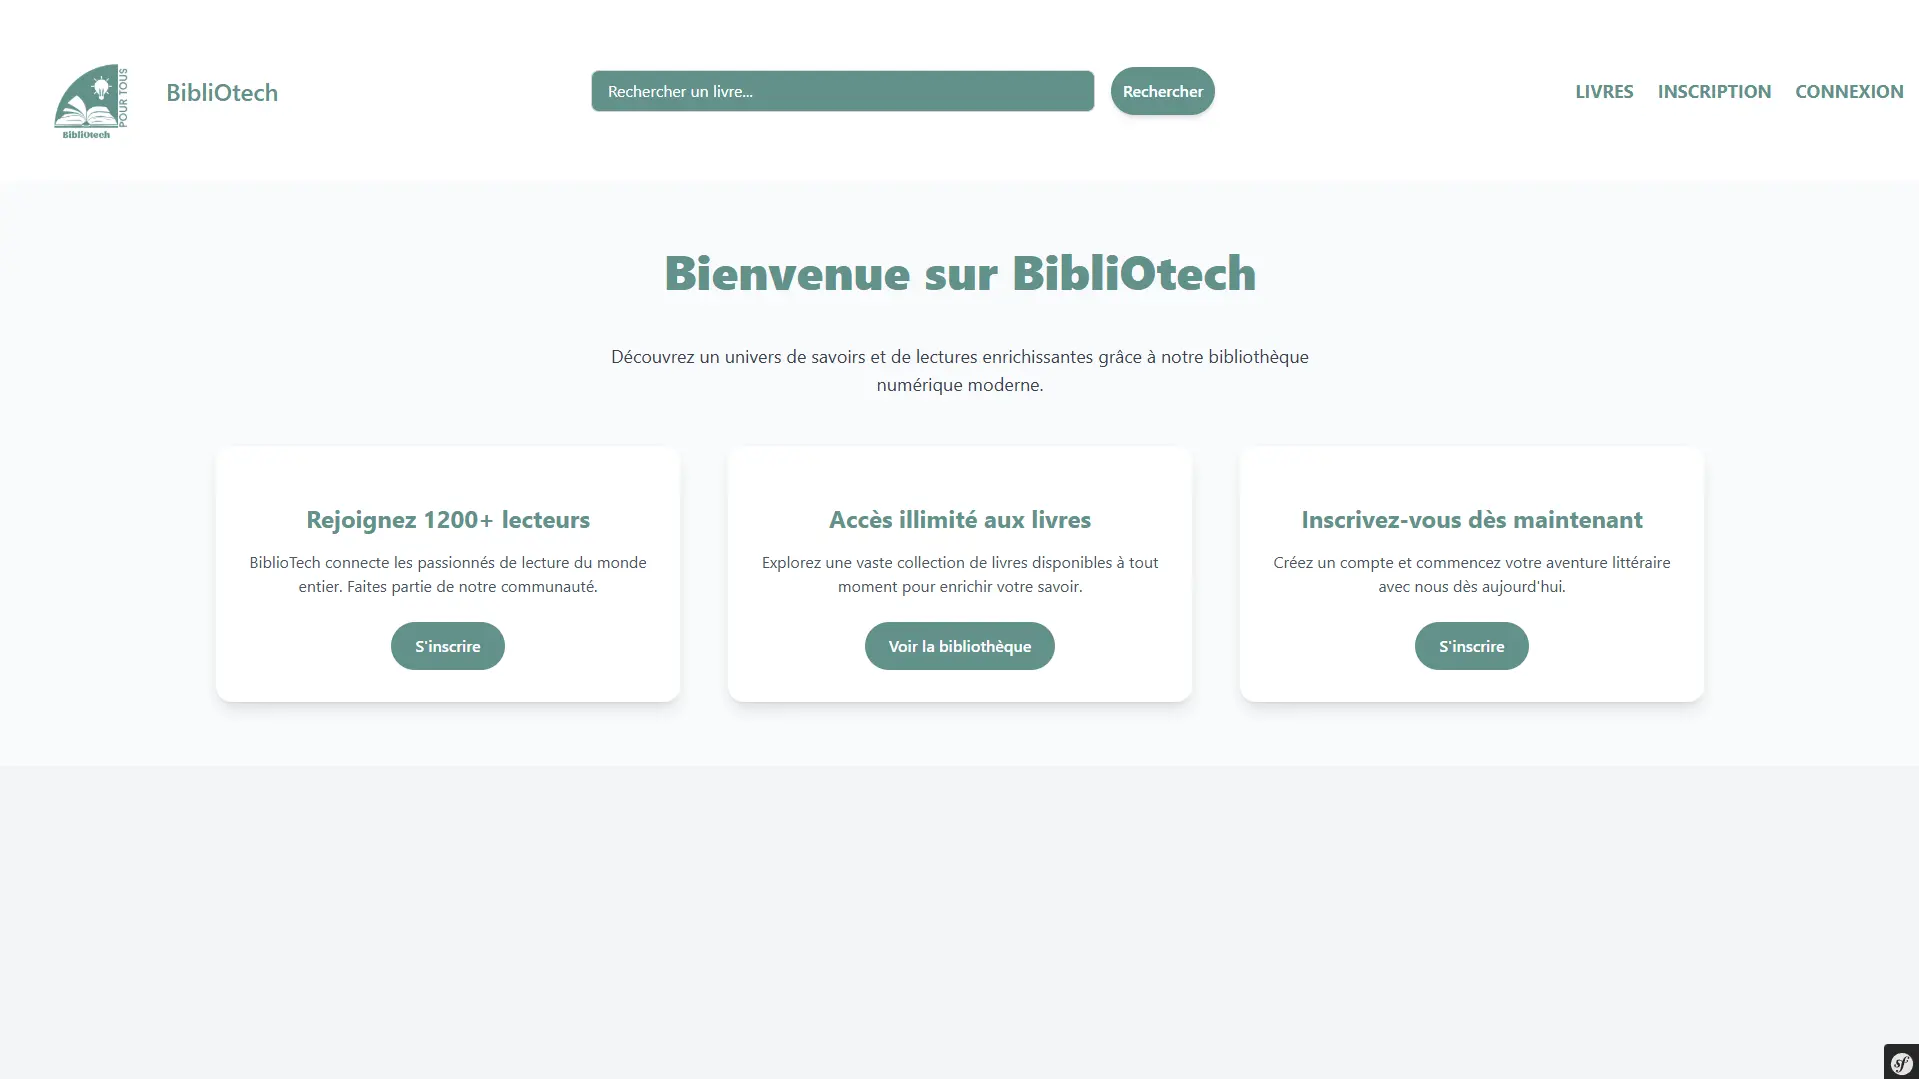 POUR TOUS
BibliOtech
BibliOtech
Rechercher un livre...
Rechercher
LIVRES
INSCRIPTION
CONNEXION
Bienvenue sur BibliOtech
Découvrez un univers de savoirs et de lectures enrichissantes grâce à notre bibliothèque
numérique moderne.
Rejoignez 1200+ lecteurs
BiblioTech connecte les passionnés de lecture du monde
entier. Faites partie de notre communauté.
S'inscrire
Accès illimité aux livres
Explorez une vaste collection de livres disponibles à tout
moment pour enrichir votre savoir.
Voir la bibliothèque
Inscrivez-vous dès maintenant
Créez un compte et commencez votre aventure littéraire
avec nous dès aujourd'hui.
S'inscrire
sf